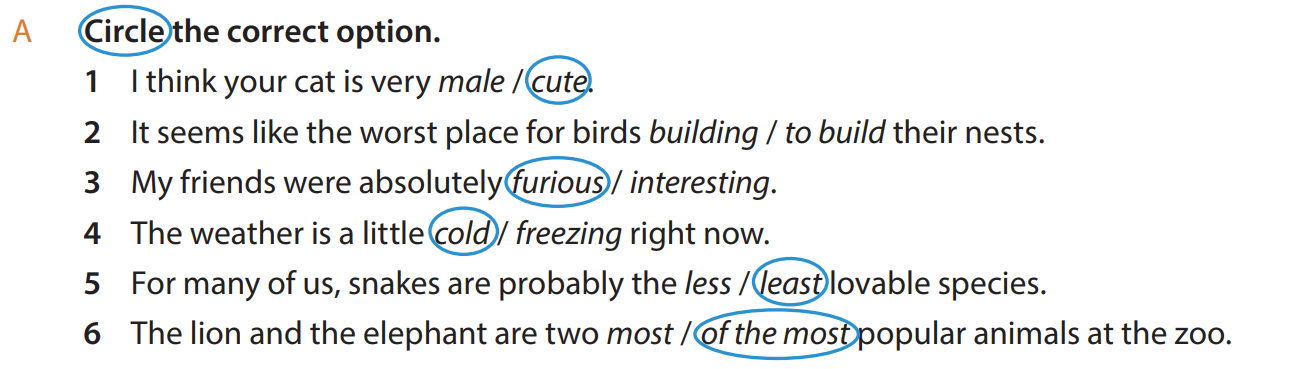 A Circle the correct option.
1 I think your cat is very male / cute.
2 It seems like the worst place for birds building / to build their nests.
3 My friends were absolutely furious / interesting.
4 The weather is a little cold / freezing right now.
5 For many of us, snakes are probably the less / least lovable species.
6 The lion and the elephant are two most / of the most popular animals at the zoo.